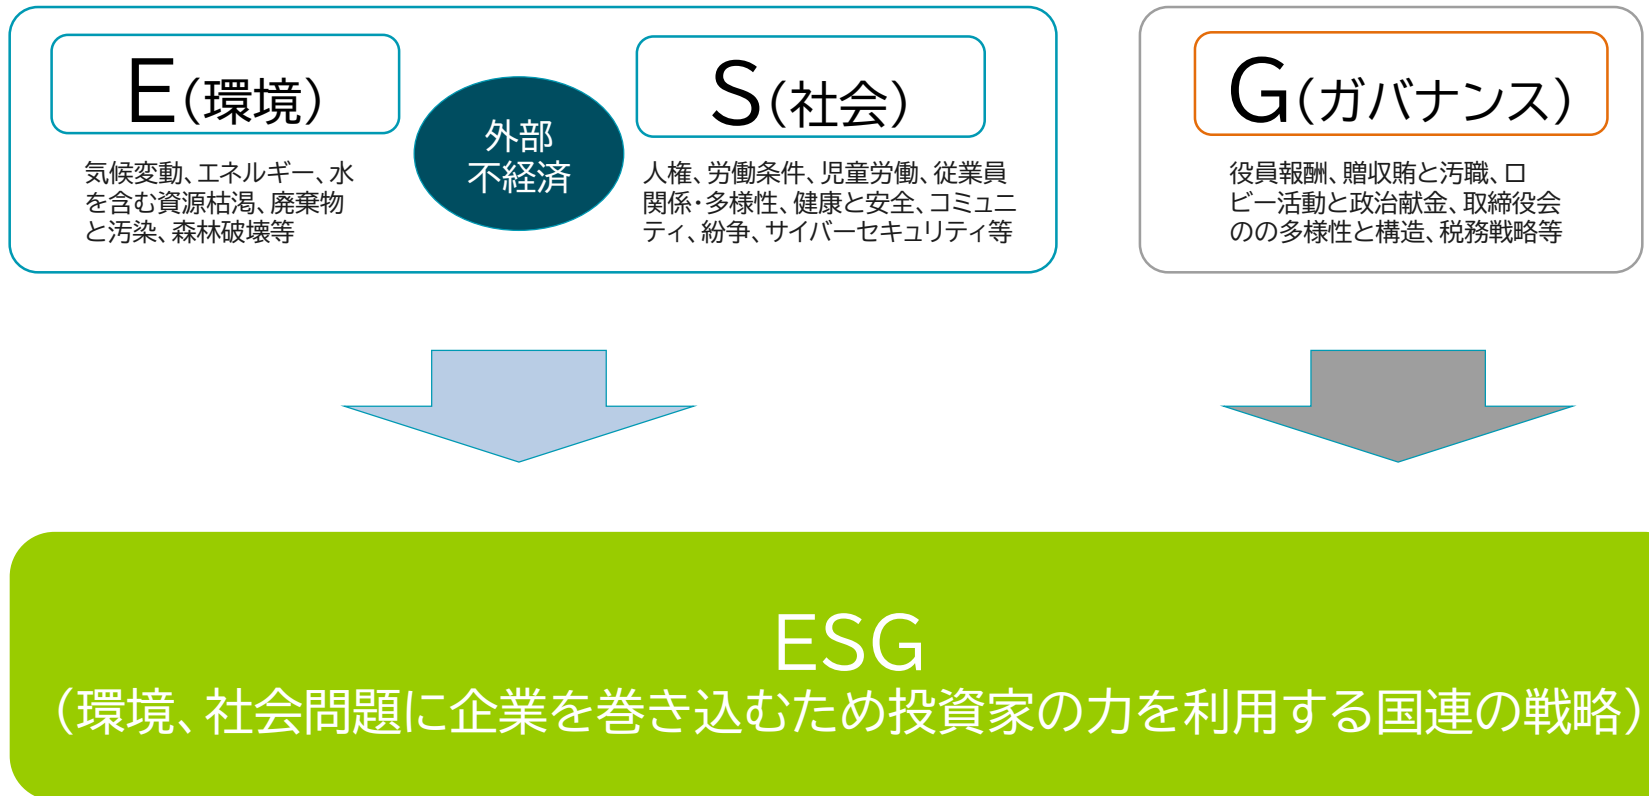 E（環境）
気候変動、エネルギー、水
を含む資源枯渇、廃棄物
と汚染、森林破壊等
外部
不経済
S（社会）
人権、労働条件、児童労働、従業員
関係・多様性、健康と安全、コミュニ
ティ、紛争、サイバーセキュリティ等
G（ガバナンス）
役員報酬、贈収賄と汚職、ロ
ビー活動と政治献金、取締役会
のの多様性と構造、税務戦略等
ESG
（環境、社会問題に企業を巻き込むため投資家の力を利用する国連の戦略）